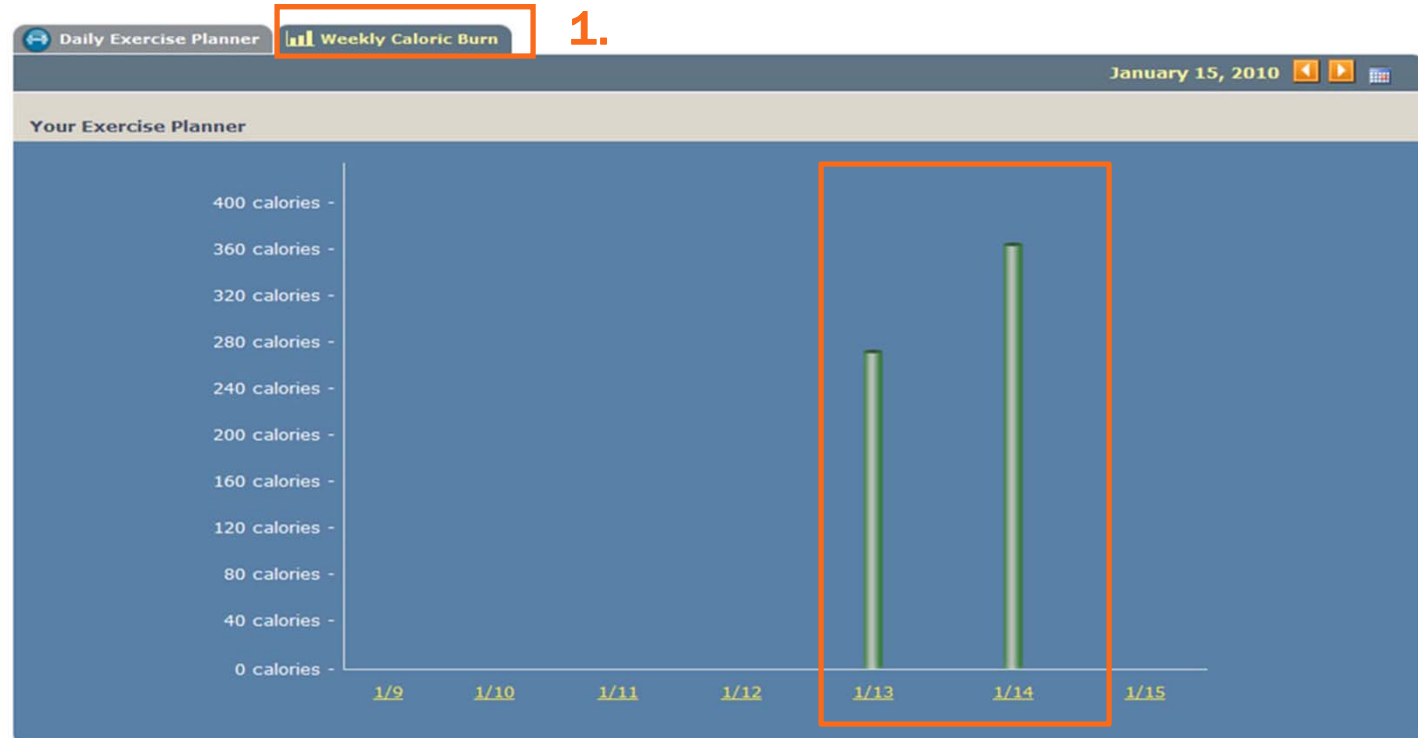 Daily Exercise Planner Weekly Caloric Burn 1.
January 15, 2010
Your Exercise Planner
400 calories -
360 calories -
320 calories -
280 calories -
240 calories -
200 calories -
160 calories -
120 calories -
80 calories -
40 calories -
0 calories -
1/9 1/10 1/11 1/12 1/13 1/14 1/15